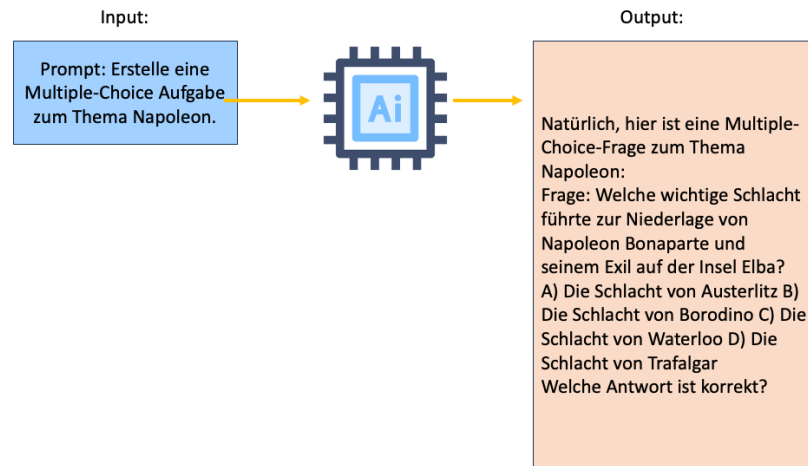 Input:
Prompt: Erstelle eine
Multiple-Choice Aufgabe
zum Thema Napoleon.
Ai
Output:
Natürlich, hier ist eine Multiple-
Choice-Frage zum Thema
Napoleon:
Frage: Welche wichtige Schlacht
führte zur Niederlage von
Napoleon Bonaparte und
seinem Exil auf der Insel Elba?
A) Die Schlacht von Austerlitz B)
Die Schlacht von Borodino C) Die
Schlacht von Waterloo D) Die
Schlacht von Trafalgar
Welche Antwort ist korrekt?